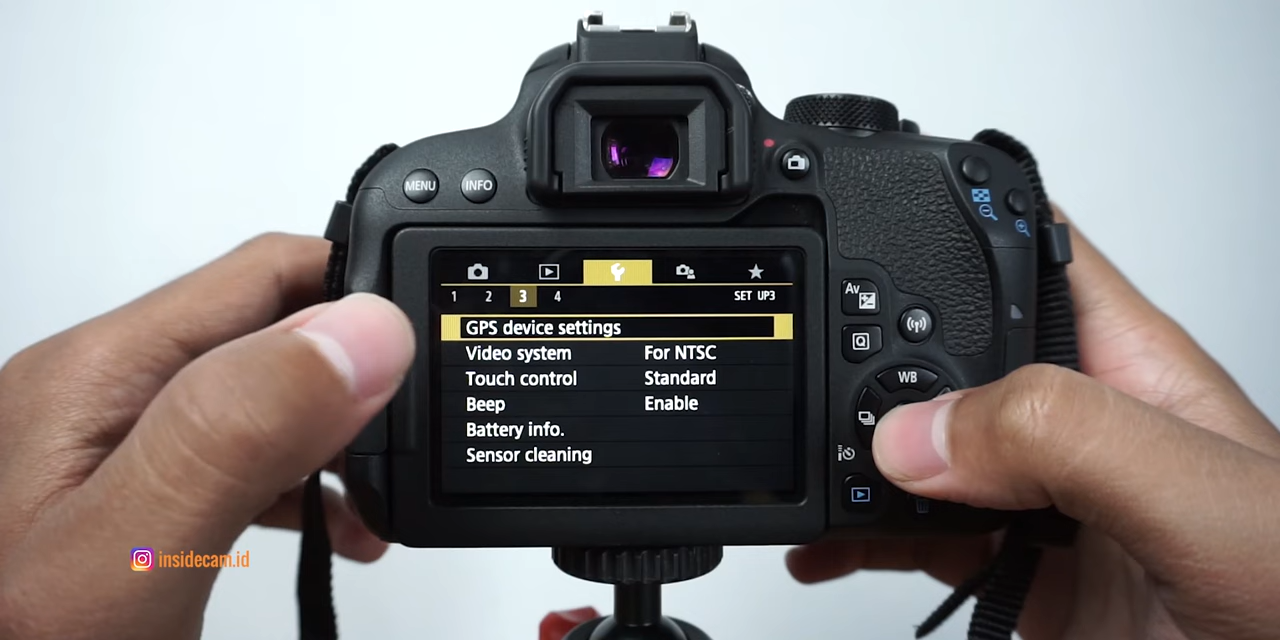 MENU
INFO
1 2 3 4
SET UP3
GPS device settings
Video system For NTSC
Touch control Standard
Beep Enable
Battery info.
Sensor cleaning
Av
Q
WB
insidecam.id